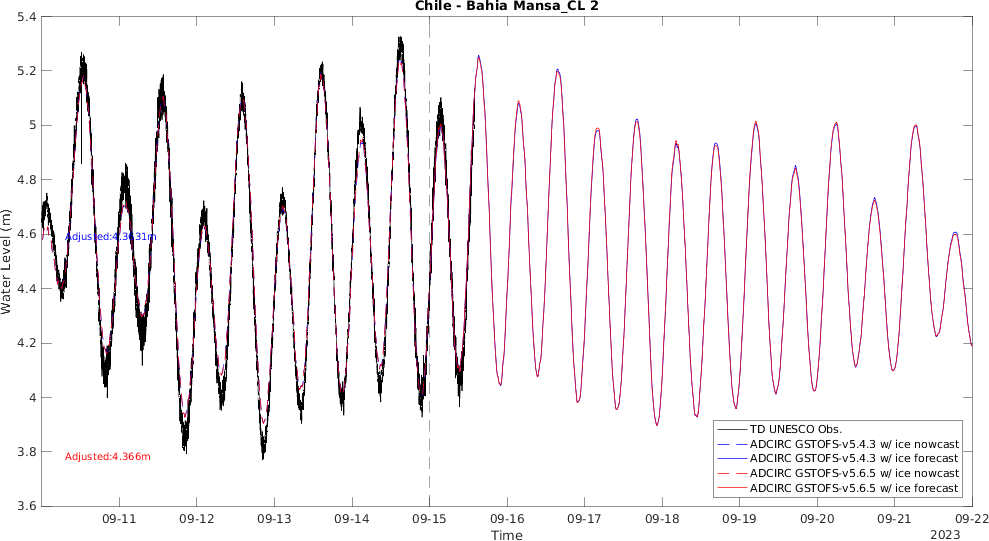 Chile - Bahia Mansa_CL 2
5.4
5.2
5
4.8
4.6
4.4
4.2
4
3.8
3.6
Water Level (m)
Adjusted:4.3631m
Adjusted:4.366m
TD UNESCO Obs.
ADCIRC GSTOFS-v5.4.3 w/ ice nowcast
ADCIRC GSTOFS-v5.4.3 w/ ice forecast
ADCIRC GSTOFS-v5.6.5 w/ ice nowcast
ADCIRC GSTOFS-v5.6.5 w/ ice forecast
09-11 09-12 09-13 09-14 09-15 09-16 09-17 09-18 09-19 09-20 09-21 09-22
Time
2023